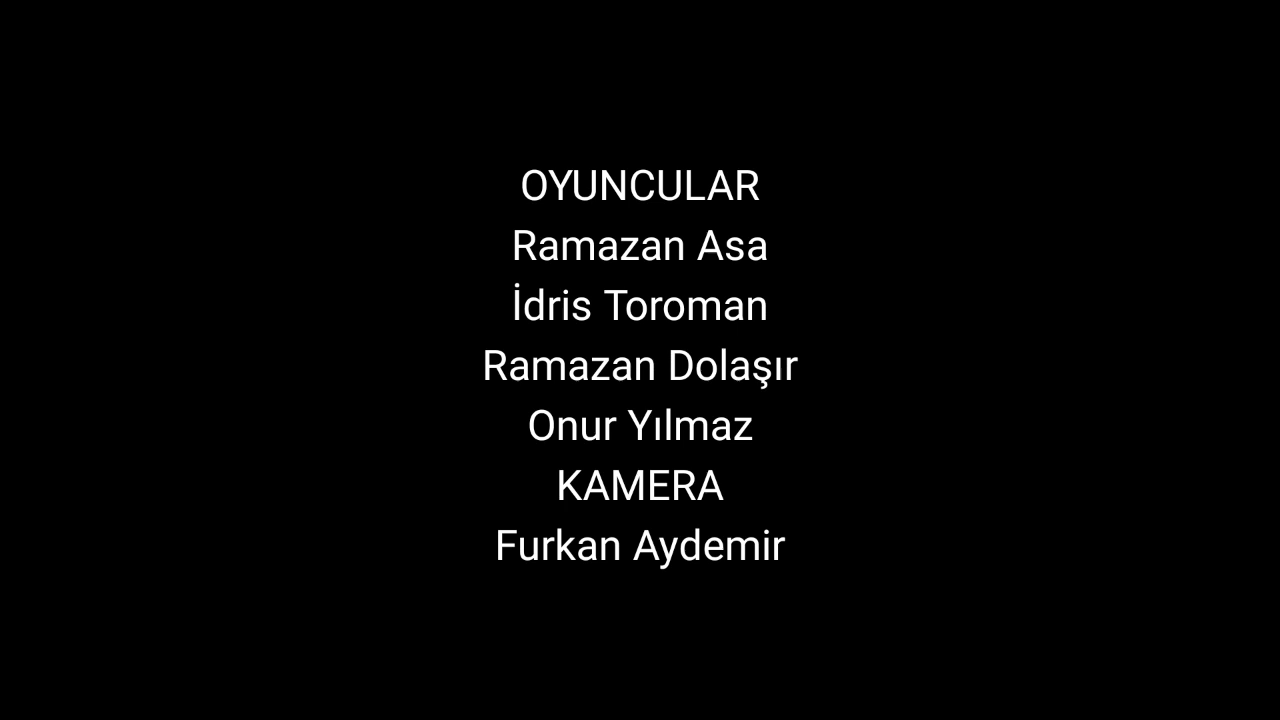 OYUNCULAR
Ramazan Asa
İdris Toroman
Ramazan Dolaşır
Onur Yılmaz
KAMERA
Furkan Aydemir